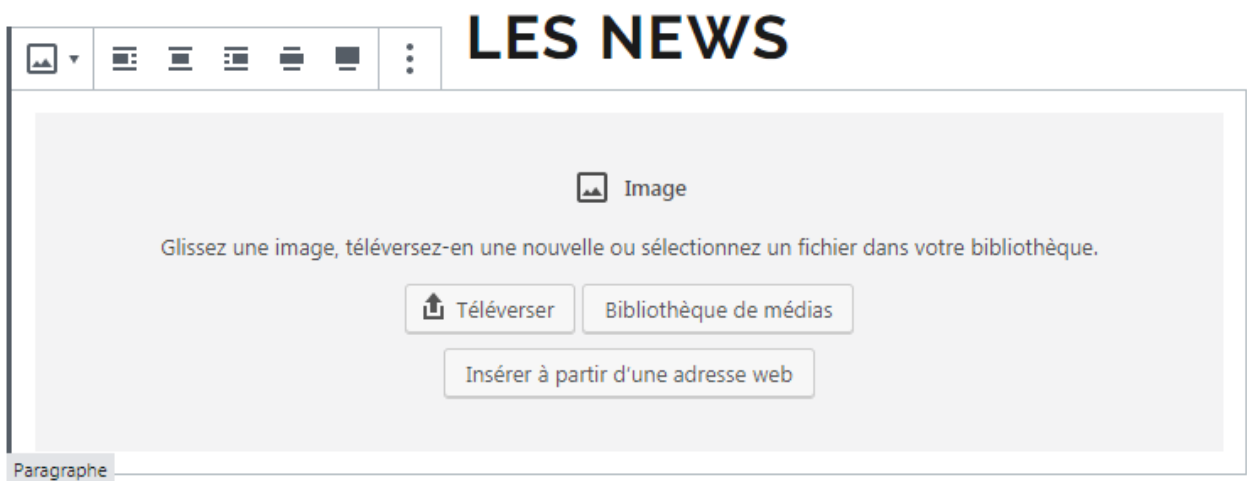 LES NEWS
Image
Glissez une image, téléversez-en une nouvelle ou sélectionnez un fichier dans votre bibliothèque.
Téléverser Bibliothèque de médias
Insérer à partir d'une adresse web
Paragraphe